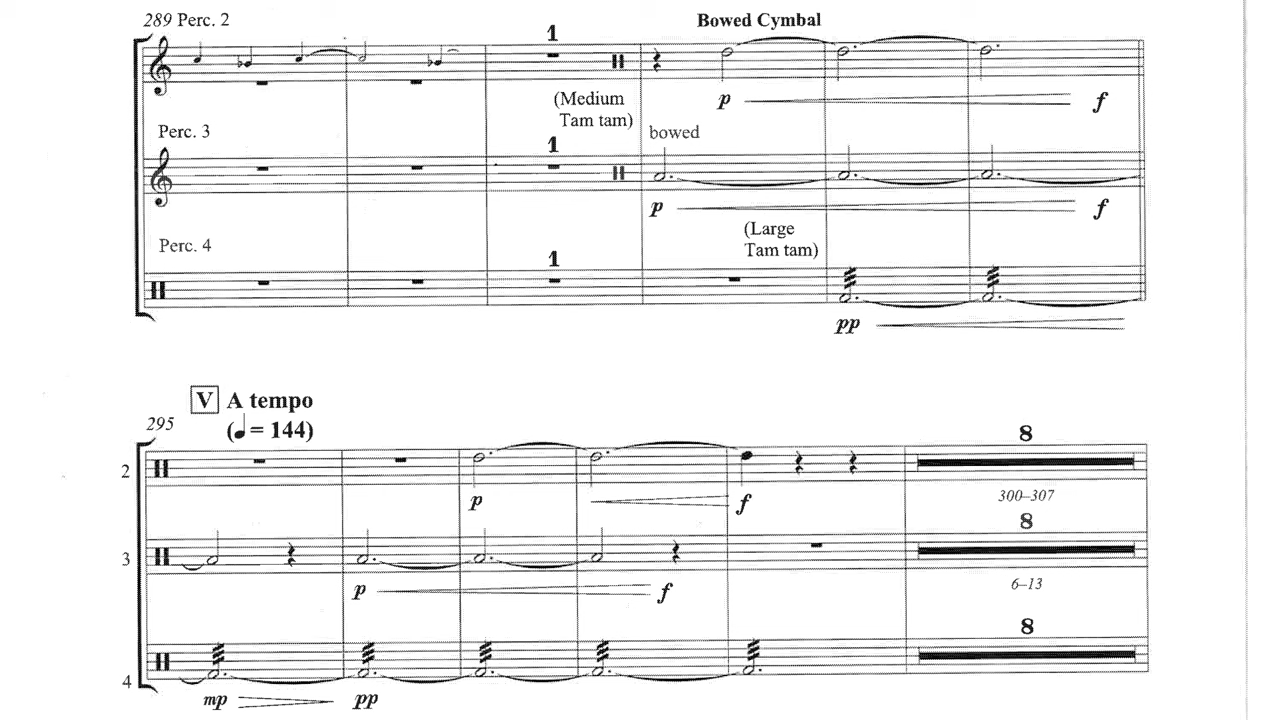 289 Perc. 2
Bowed Cymbal
1
(Medium
Tam tam)
p
f
Perc. 3
1
bowed
p
f
(Large
Tam tam)
Perc. 4
1
pp
V A tempo
295
(♩= 144)
8
2
p
f
300–307
8
3
p
f
6–13
8
4
mp
pp